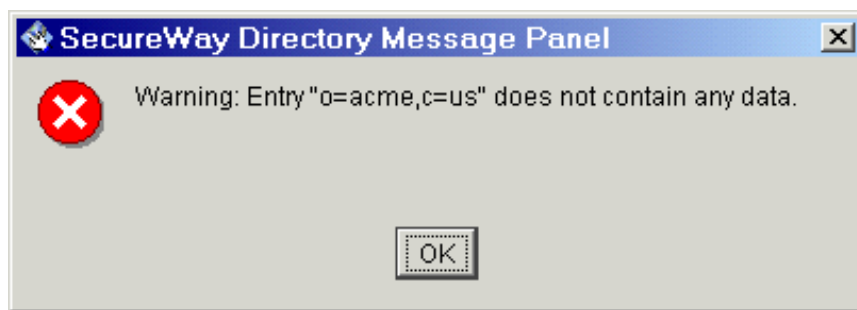 SecureWay Directory Message Panel
Warning: Entry "o=acme,c=us" does not contain any data.
OK